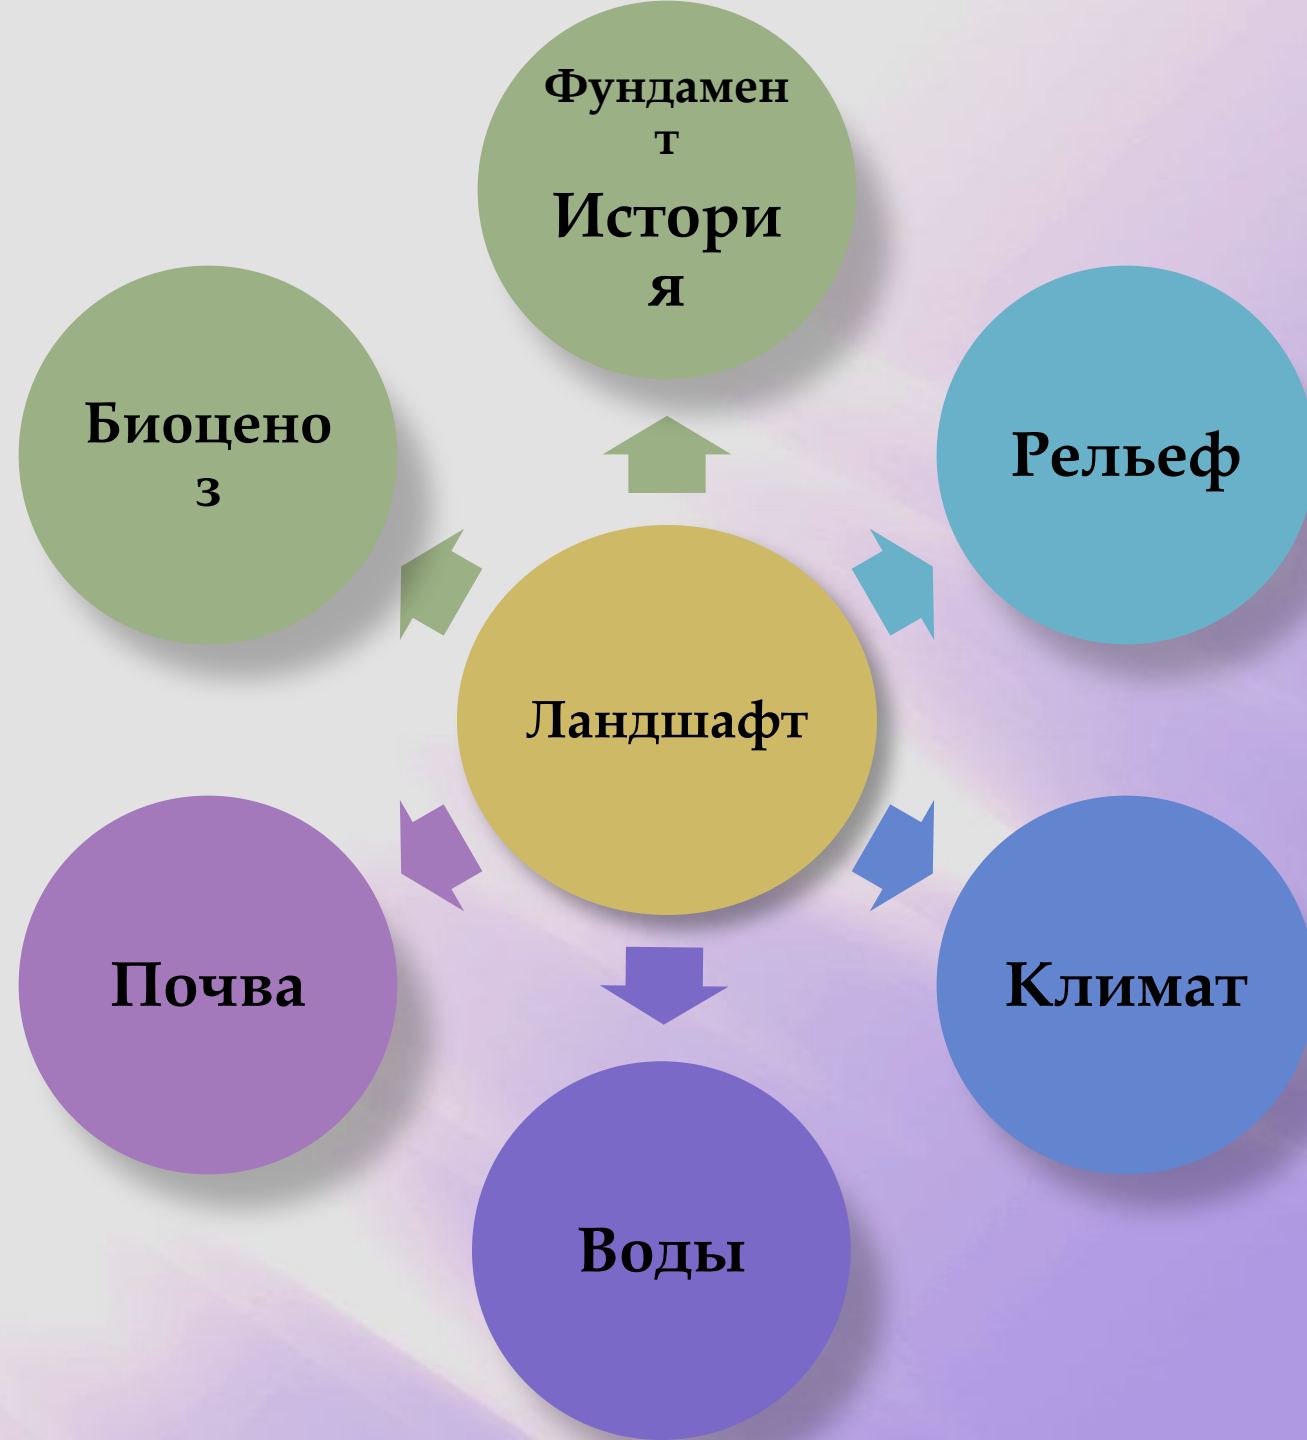 Фундамен
т
Истори
я
Биоцено
з
Рельеф
Ландшафт
Почва
Климат
Воды